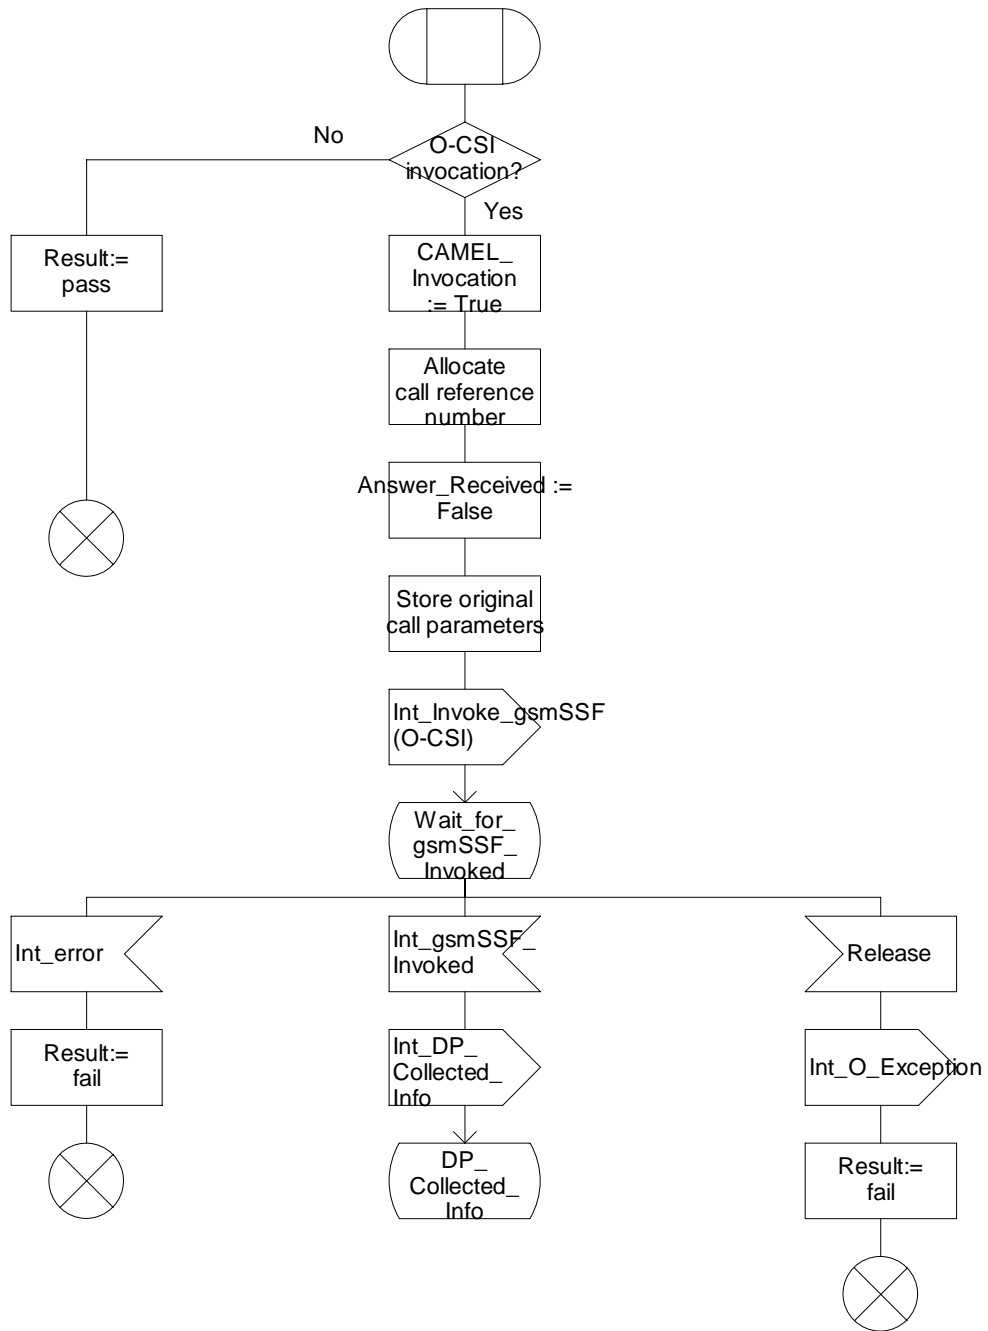 No
O-CSI
invocation?
Yes
Result:=
pass
CAMEL_
Invocation
:= True
Allocate
call reference
number
Answer_Received :=
False
Store original
call parameters
Int_Invoke_gsmSSF
(O-CSI)
Wait_for_
gsmSSF_
Invoked
Int_error
Int_gsmSSF_
Invoked
Release
Result:=
fail
Int_DP_
Collected_
Info
Int_O_Exception
DP_
Collected_
Info
Result:=
fail